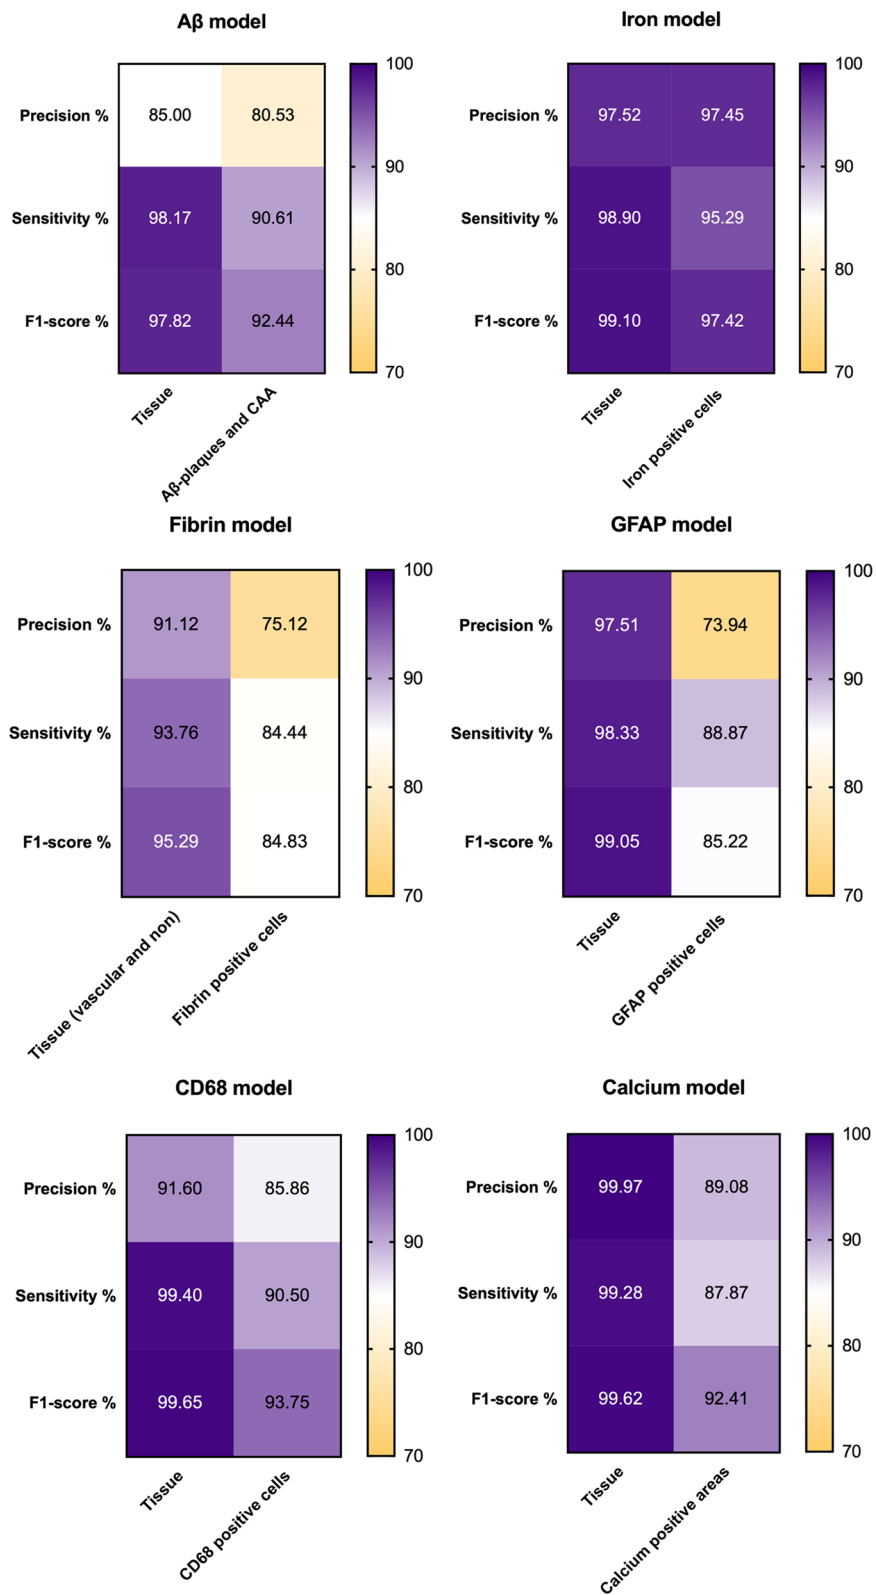 Aβ model
100
Precision % 85.00 80.53
90
Sensitivity % 98.17 90.61
80
F1-score % 97.82 92.44
70
Tissue
Aβ-plaques and CAA
Iron model
100
Precision % 97.52 97.45
90
Sensitivity % 98.90 95.29
80
F1-score % 99.10 97.42
70
Tissue
Iron positive cells
Fibrin model
100
Precision % 91.12 75.12
90
Sensitivity % 93.76 84.44
80
F1-score % 95.29 84.83
70
Tissue (vascular and non)
Fibrin positive cells
GFAP model
100
Precision % 97.51 73.94
90
Sensitivity % 98.33 88.87
80
F1-score % 99.05 85.22
70
Tissue
GFAP positive cells
CD68 model
100
Precision % 91.60 85.86
90
Sensitivity % 99.40 90.50
80
F1-score % 99.65 93.75
70
Tissue
CD68 positive cells
Calcium model
100
Precision % 99.97 89.08
90
Sensitivity % 99.28 87.87
80
F1-score % 99.62 92.41
70
Tissue
Calcium positive areas